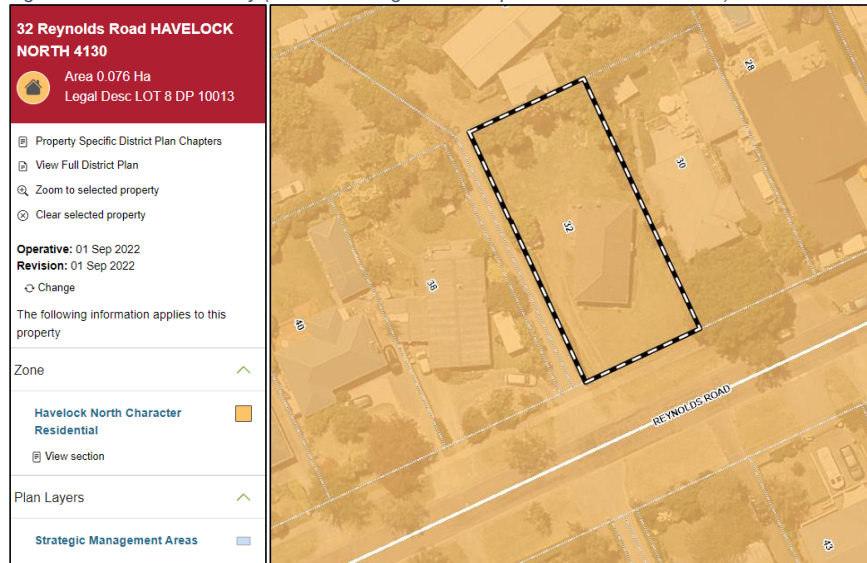 32 Reynolds Road HAVELOCK
NORTH 4130
Area 0.076 Ha
Legal Desc LOT 8 DP 10013
Property Specific District Plan Chapters
View Full District Plan
Zoom to selected property
Clear selected property
Operative: 01 Sep 2022
Revision: 01 Sep 2022
Change
The following information applies to this
property
Zone
Havelock North Character
Residential
View section
Plan Layers
Strategic Management Areas
28
30
32
38
40
REYNOLDS ROAD
43